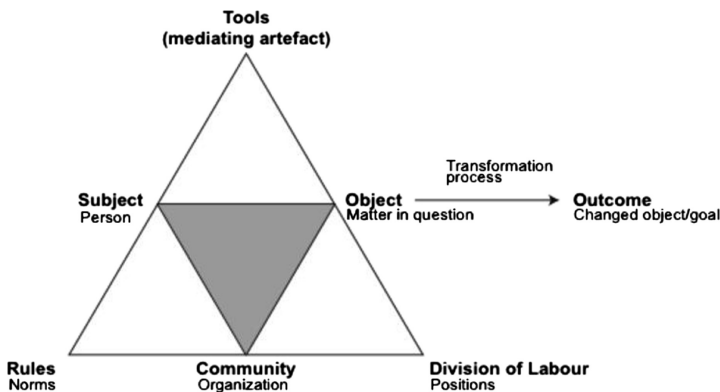 Tools
(mediating artefact)
Transformation
process
Subject
Person
Object
Matter in question
Outcome
Changed object/goal
Rules
Norms
Community
Organization
Division of Labour
Positions